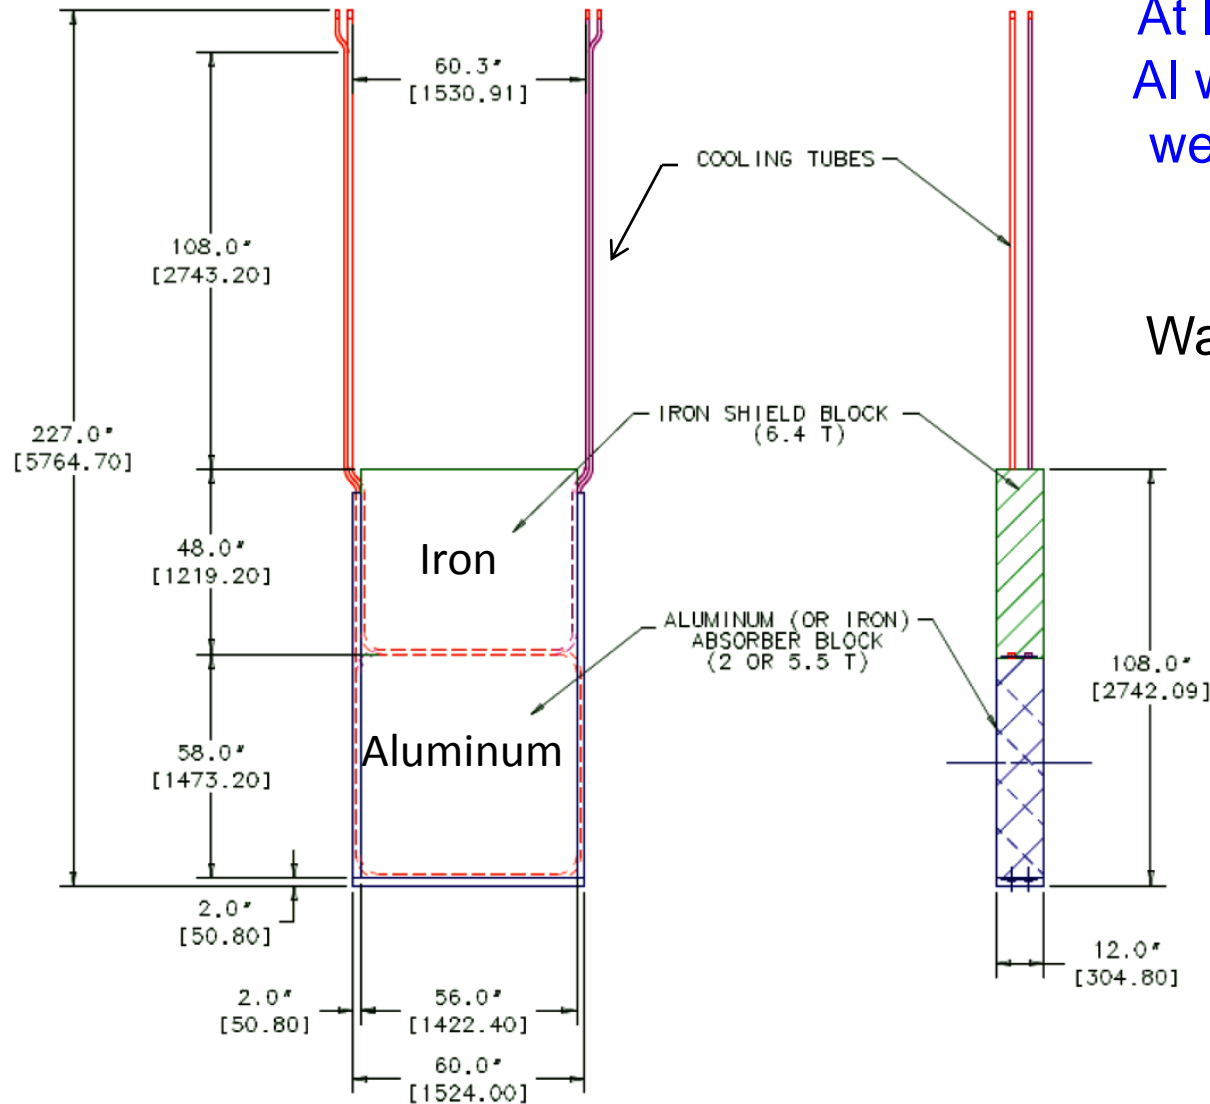 At
Al
we
60.3"
[1530.91]
COOLING TUBES
108.0"
[2743.20]
IRON SHIELD BLOCK
(6.4 T)
227.0"
[5764.70]
48.0"
[1219.20]
Iron
ALUMINUM (OR IRON)
ABSORBER BLOCK
(2 OR 5.5 T)
108.0"
[2742.09]
58.0"
[1473.20]
Aluminum
2.0"
[50.80]
12.0"
[304.80]
2.0"
[50.80]
56.0"
[1422.40]
60.0"
[1524.00]